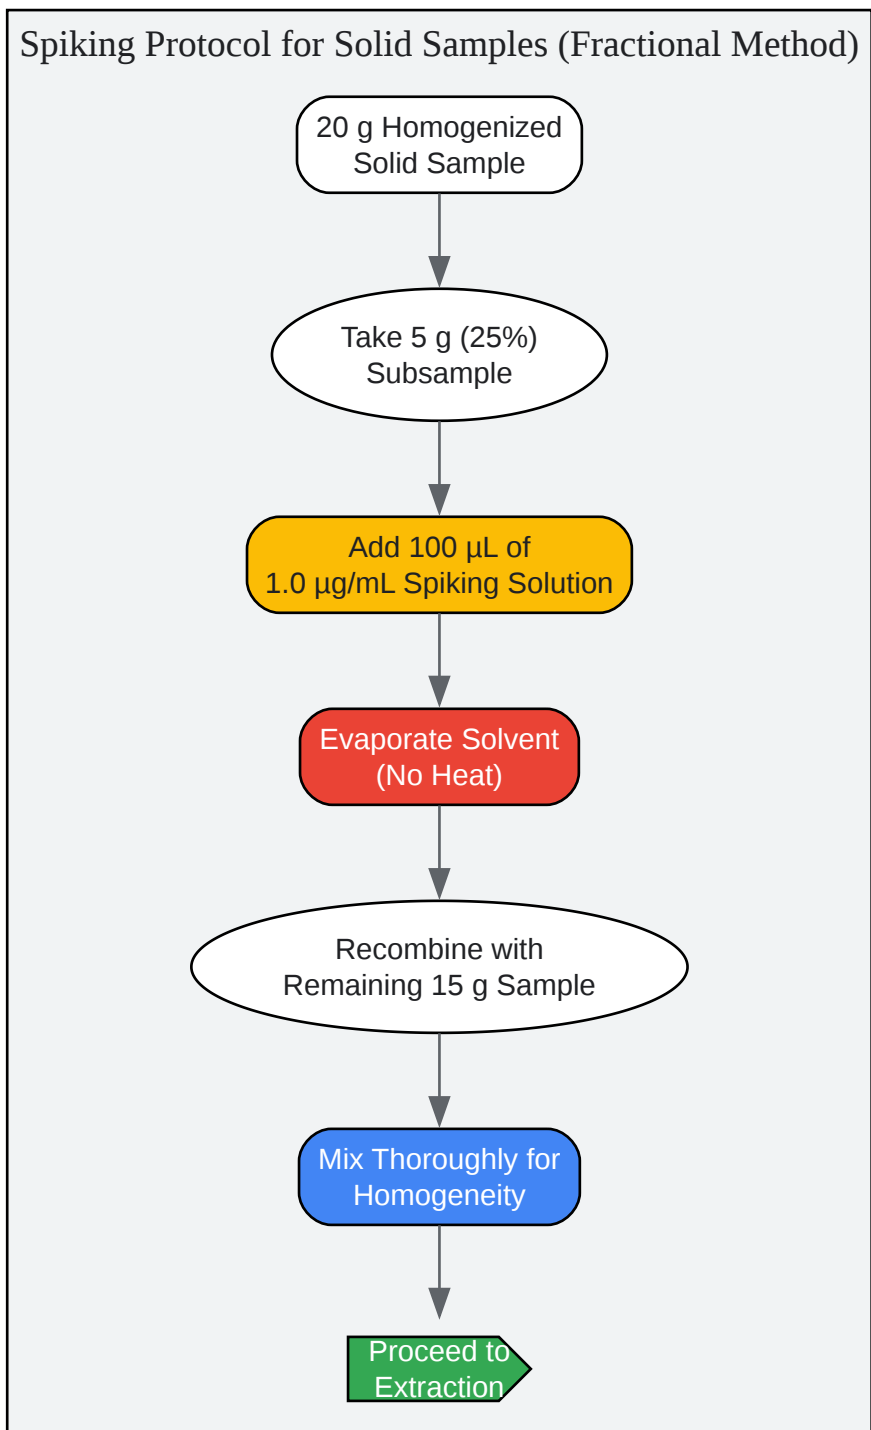 Spiking Protocol for Solid Samples (Fractional Method)
20 g Homogenized
Solid Sample
Take 5 g (25%)
Subsample
Add 100 µL of
1.0 µg/mL Spiking Solution
Evaporate Solvent
(No Heat)
Recombine with
Remaining 15 g Sample
Mix Thoroughly for
Homogeneity
Proceed to
Extraction